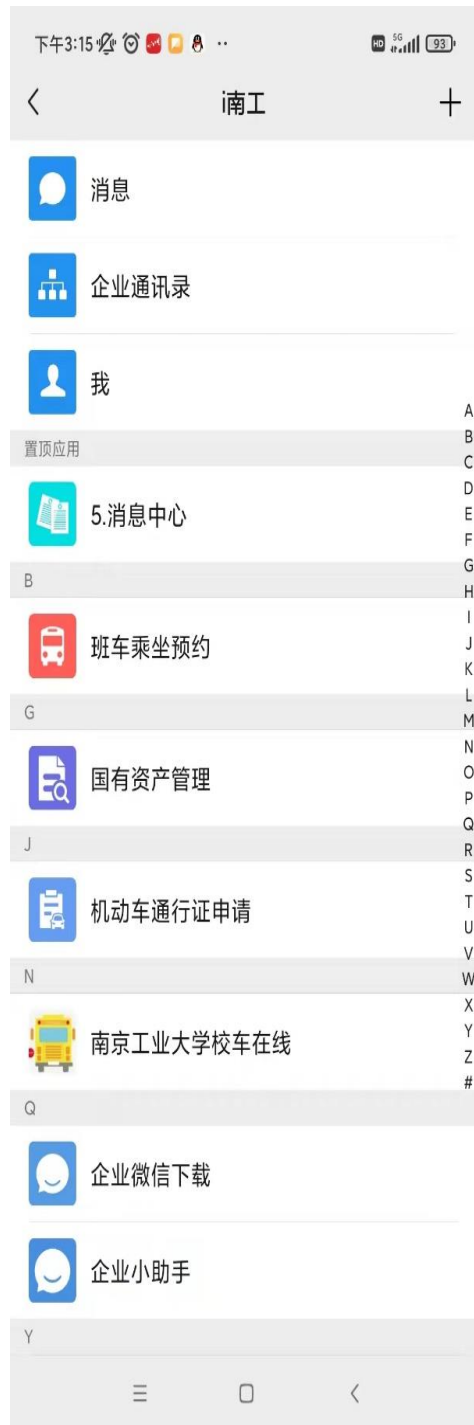 下午3:15
HD 5G 93
i南工
消息
企业通讯录
我
置顶应用
5.消息中心
B
班车乘坐预约
G
国有资产管理
J
机动车通行证申请
N
南京工业大学校车在线
Q
企业微信下载
企业小助手
Y
A
B
C
D
E
F
G
H
I
J
K
L
M
N
O
P
Q
R
S
T
U
V
W
X
Y
Z
#